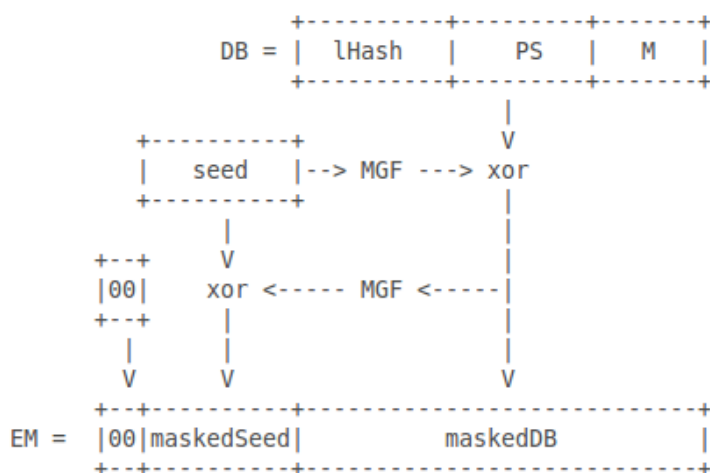 +----------+---------+-------+
                 DB = |  lHash   |    PS   |   M   |
                      +----------+---------+-------+
                                     |
           +----------+              V
           |   seed   |--> MGF ---> xor
           +----------+              |
                 |                   |
        +--+     V                   |
        |00|    xor <----- MGF <-----|
        +--+     |                   |
          |      |                   |
          V      V                   V
        +--+----------+----------------------------+
  EM =  |00|maskedSeed|          maskedDB          |
        +--+----------+----------------------------+